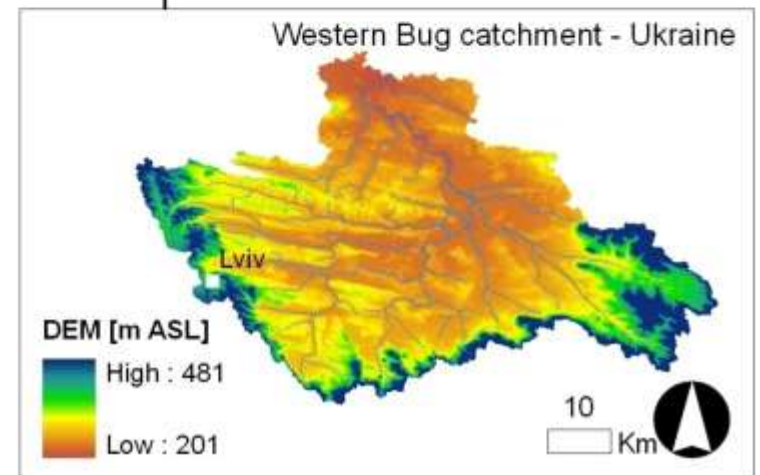 Western Bug catchment - Ukraine
Lviv
DEM [m ASL]
High : 481
Low : 201
10
Km